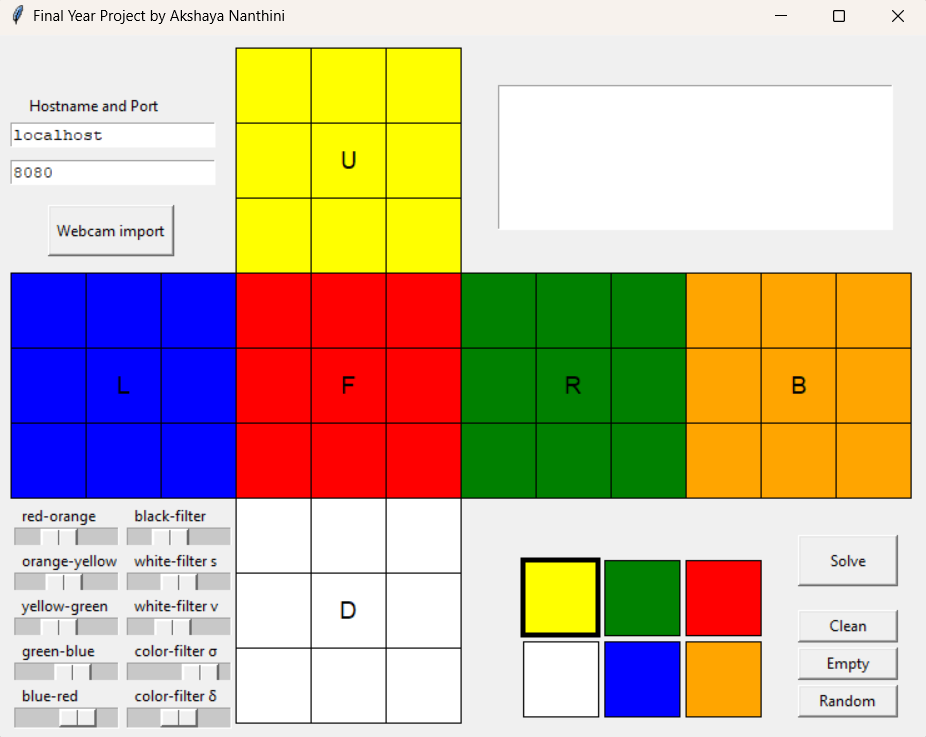 Final Year Project by Akshaya Nanthini
Hostname and Port
localhost
8080
Webcam import
U
L
F
R
B
D
red-orange
black-filter
orange-yellow
white-filter s
yellow-green
white-filter v
green-blue
color-filter σ
blue-red
color-filter δ
Solve
Clean
Empty
Random